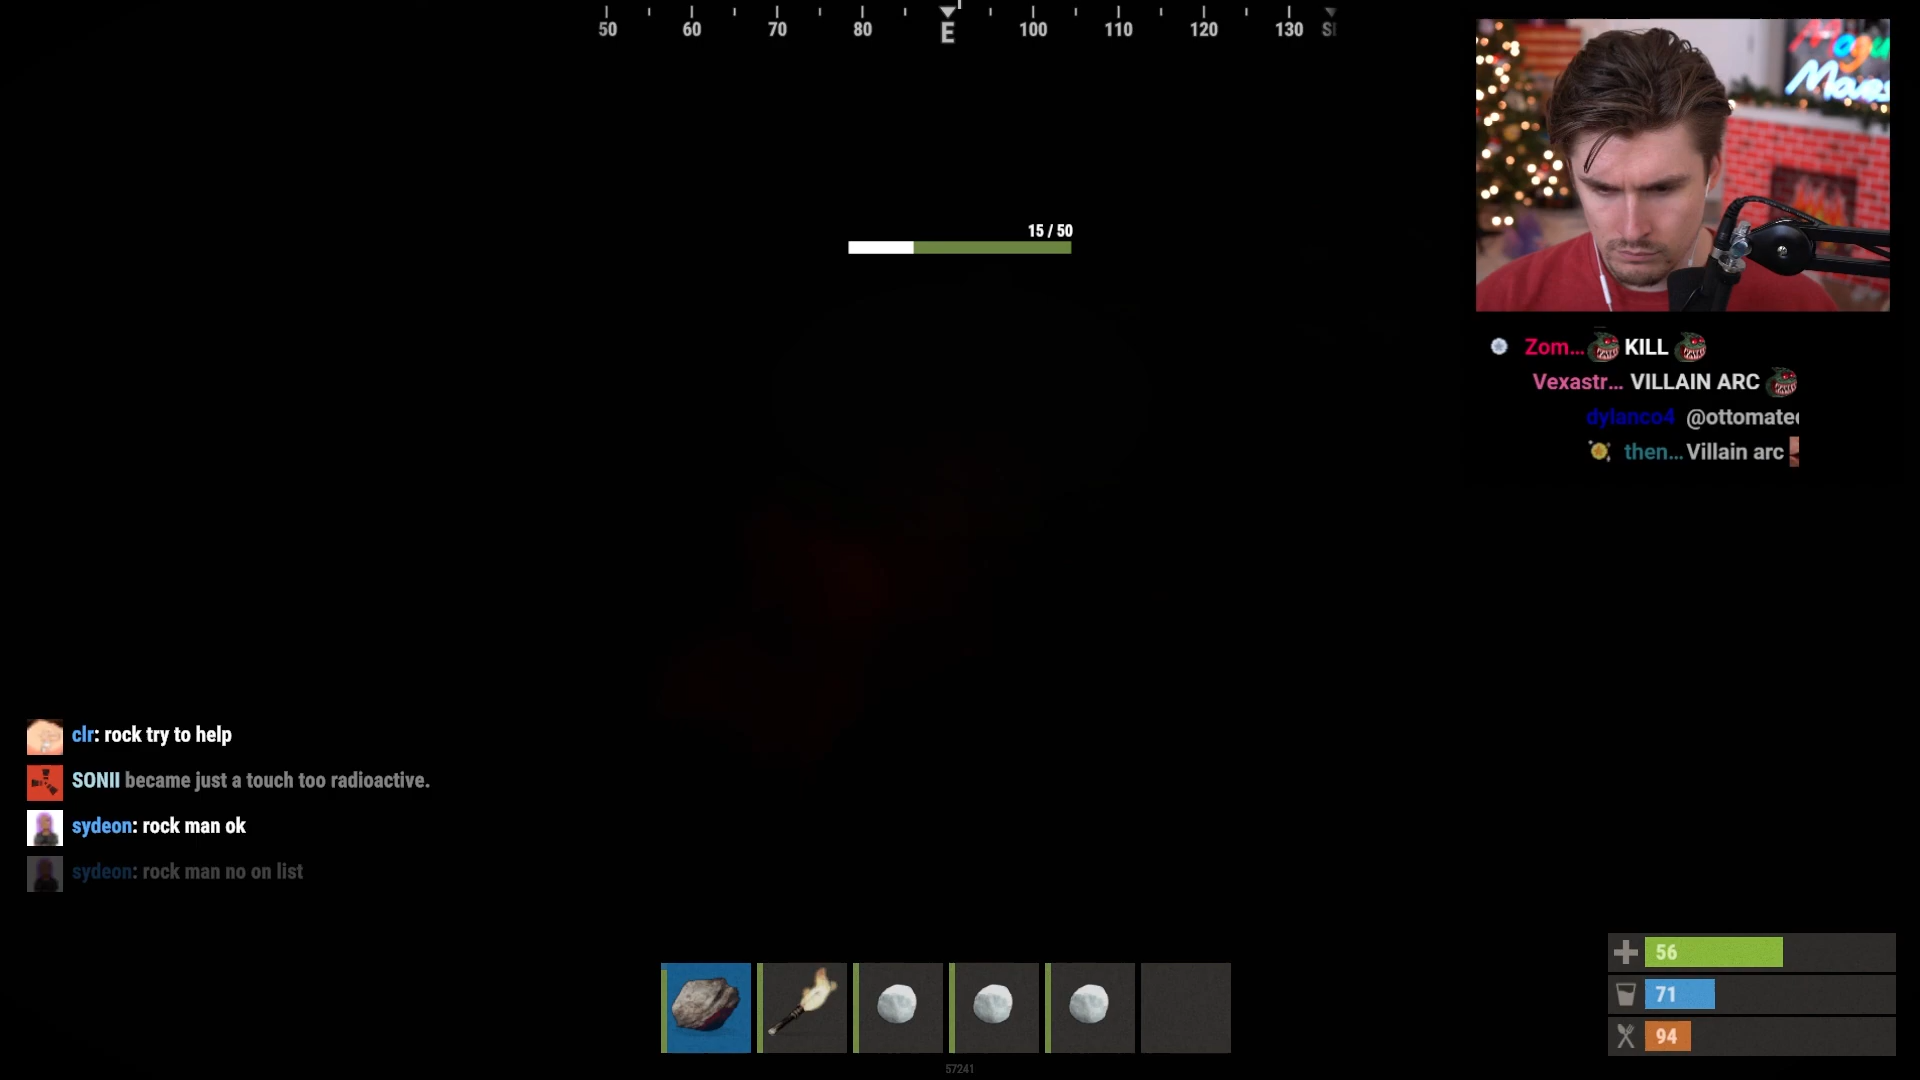 50 60 70 80 E 100 110 120 130
15 / 50
Zom... KILL
Vexastr... VILLAIN ARC
dylanco4 @ottomate
then... Villain arc
clr: rock try to help
SONII became just a touch too radioactive.
sydeon: rock man ok
sydeon: rock man no on list
56
71
94
57241